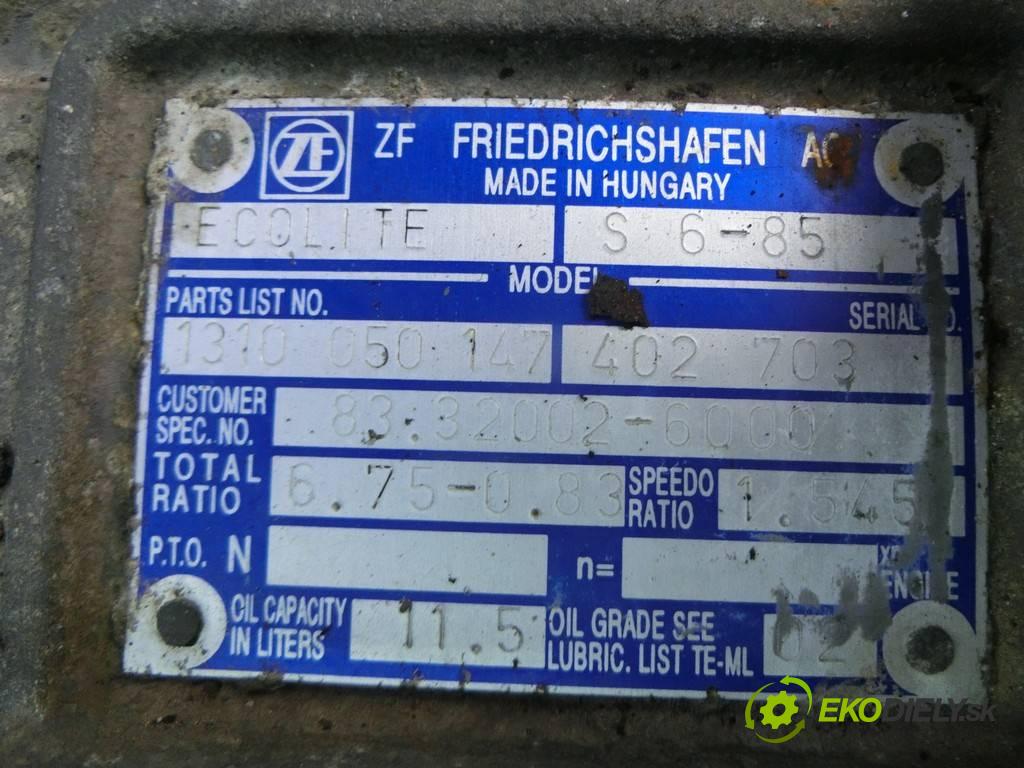 ZF ZF FRIEDRICHSHAFEN AG
MADE IN HUNGARY
ECOLITE S 6-85
MODEL
PARTS LIST NO. SERIAL
1310 050 147 402 703
CUSTOMER
SPEC. NO. 83.32002-6000
TOTAL
RATIO 6.75-0.83 SPEEDO
RATIO 1.545
P.T.O. N n=
ENGINE
OIL CAPACITY
IN LITERS 11.5 OIL GRADE SEE
LUBRIC. LIST TE-ML 02
EKODIELY.sk